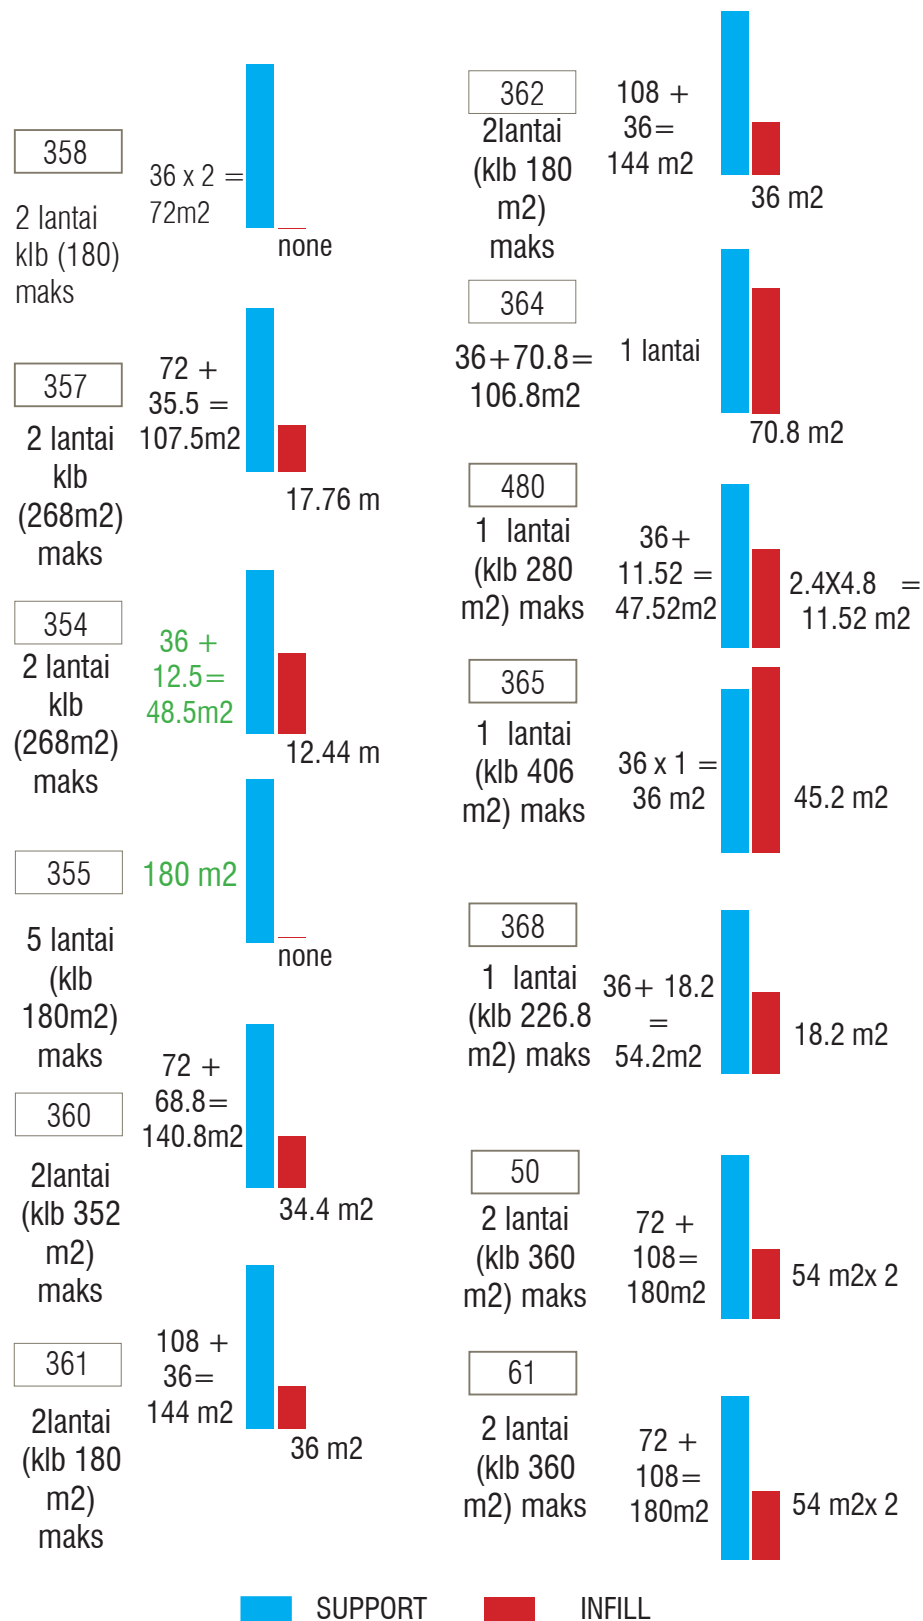 358
2 lantai
klb (180)
maks
36 x 2 =
72m2
none
357
2 lantai
klb
(268m2)
maks
72 +
35.5 =
107.5m2
17.76 m
354
2 lantai
klb
(268m2)
maks
36 +
12.5=
48.5m2
12.44 m
355
5 lantai
(klb
180m2)
maks
180 m2
none
360
2lantai
(klb 352
m2)
maks
72 +
68.8=
140.8m2
34.4 m2
361
2lantai
(klb 180
m2)
maks
108 +
36=
144 m2
36 m2
362
2lantai
(klb 180
m2)
maks
108 +
36=
144 m2
36 m2
364
36+70.8=
106.8m2
1 lantai
70.8 m2
480
1 lantai
(klb 280
m2) maks
36+
11.52 =
47.52m2
2.4X4.8 =
11.52 m2
365
1 lantai
(klb 406
m2) maks
36 x 1 =
36 m2
45.2 m2
368
1 lantai
(klb 226.8
m2) maks
36+ 18.2
=
54.2m2
18.2 m2
50
2 lantai
(klb 360
m2) maks
72 +
108=
180m2
54 m2x 2
61
2 lantai
(klb 360
m2) maks
72 +
108=
180m2
54 m2x 2
SUPPORT
INFILL